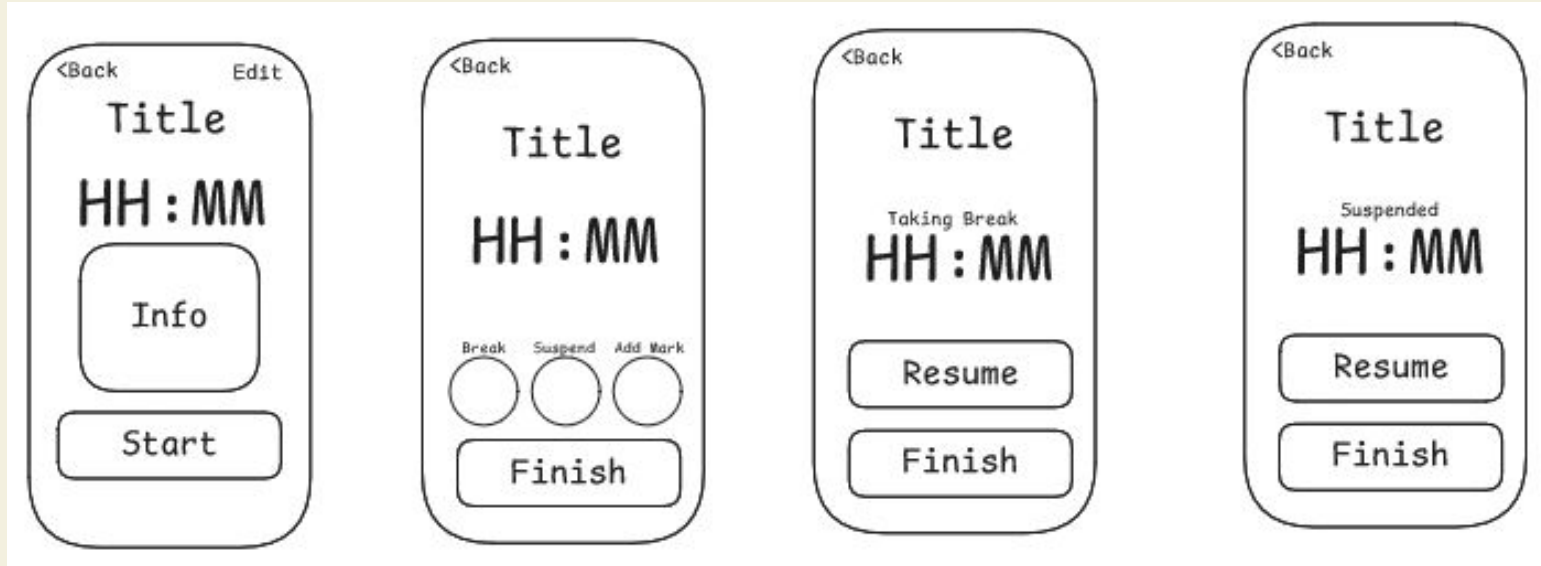 <Back Edit
Title
HH:MM
Info
Start
<Back
Title
HH:MM
Break Suspend Add Mark
Finish
<Back
Title
Taking Break
HH:MM
Resume
Finish
<Back
Title
Suspended
HH:MM
Resume
Finish